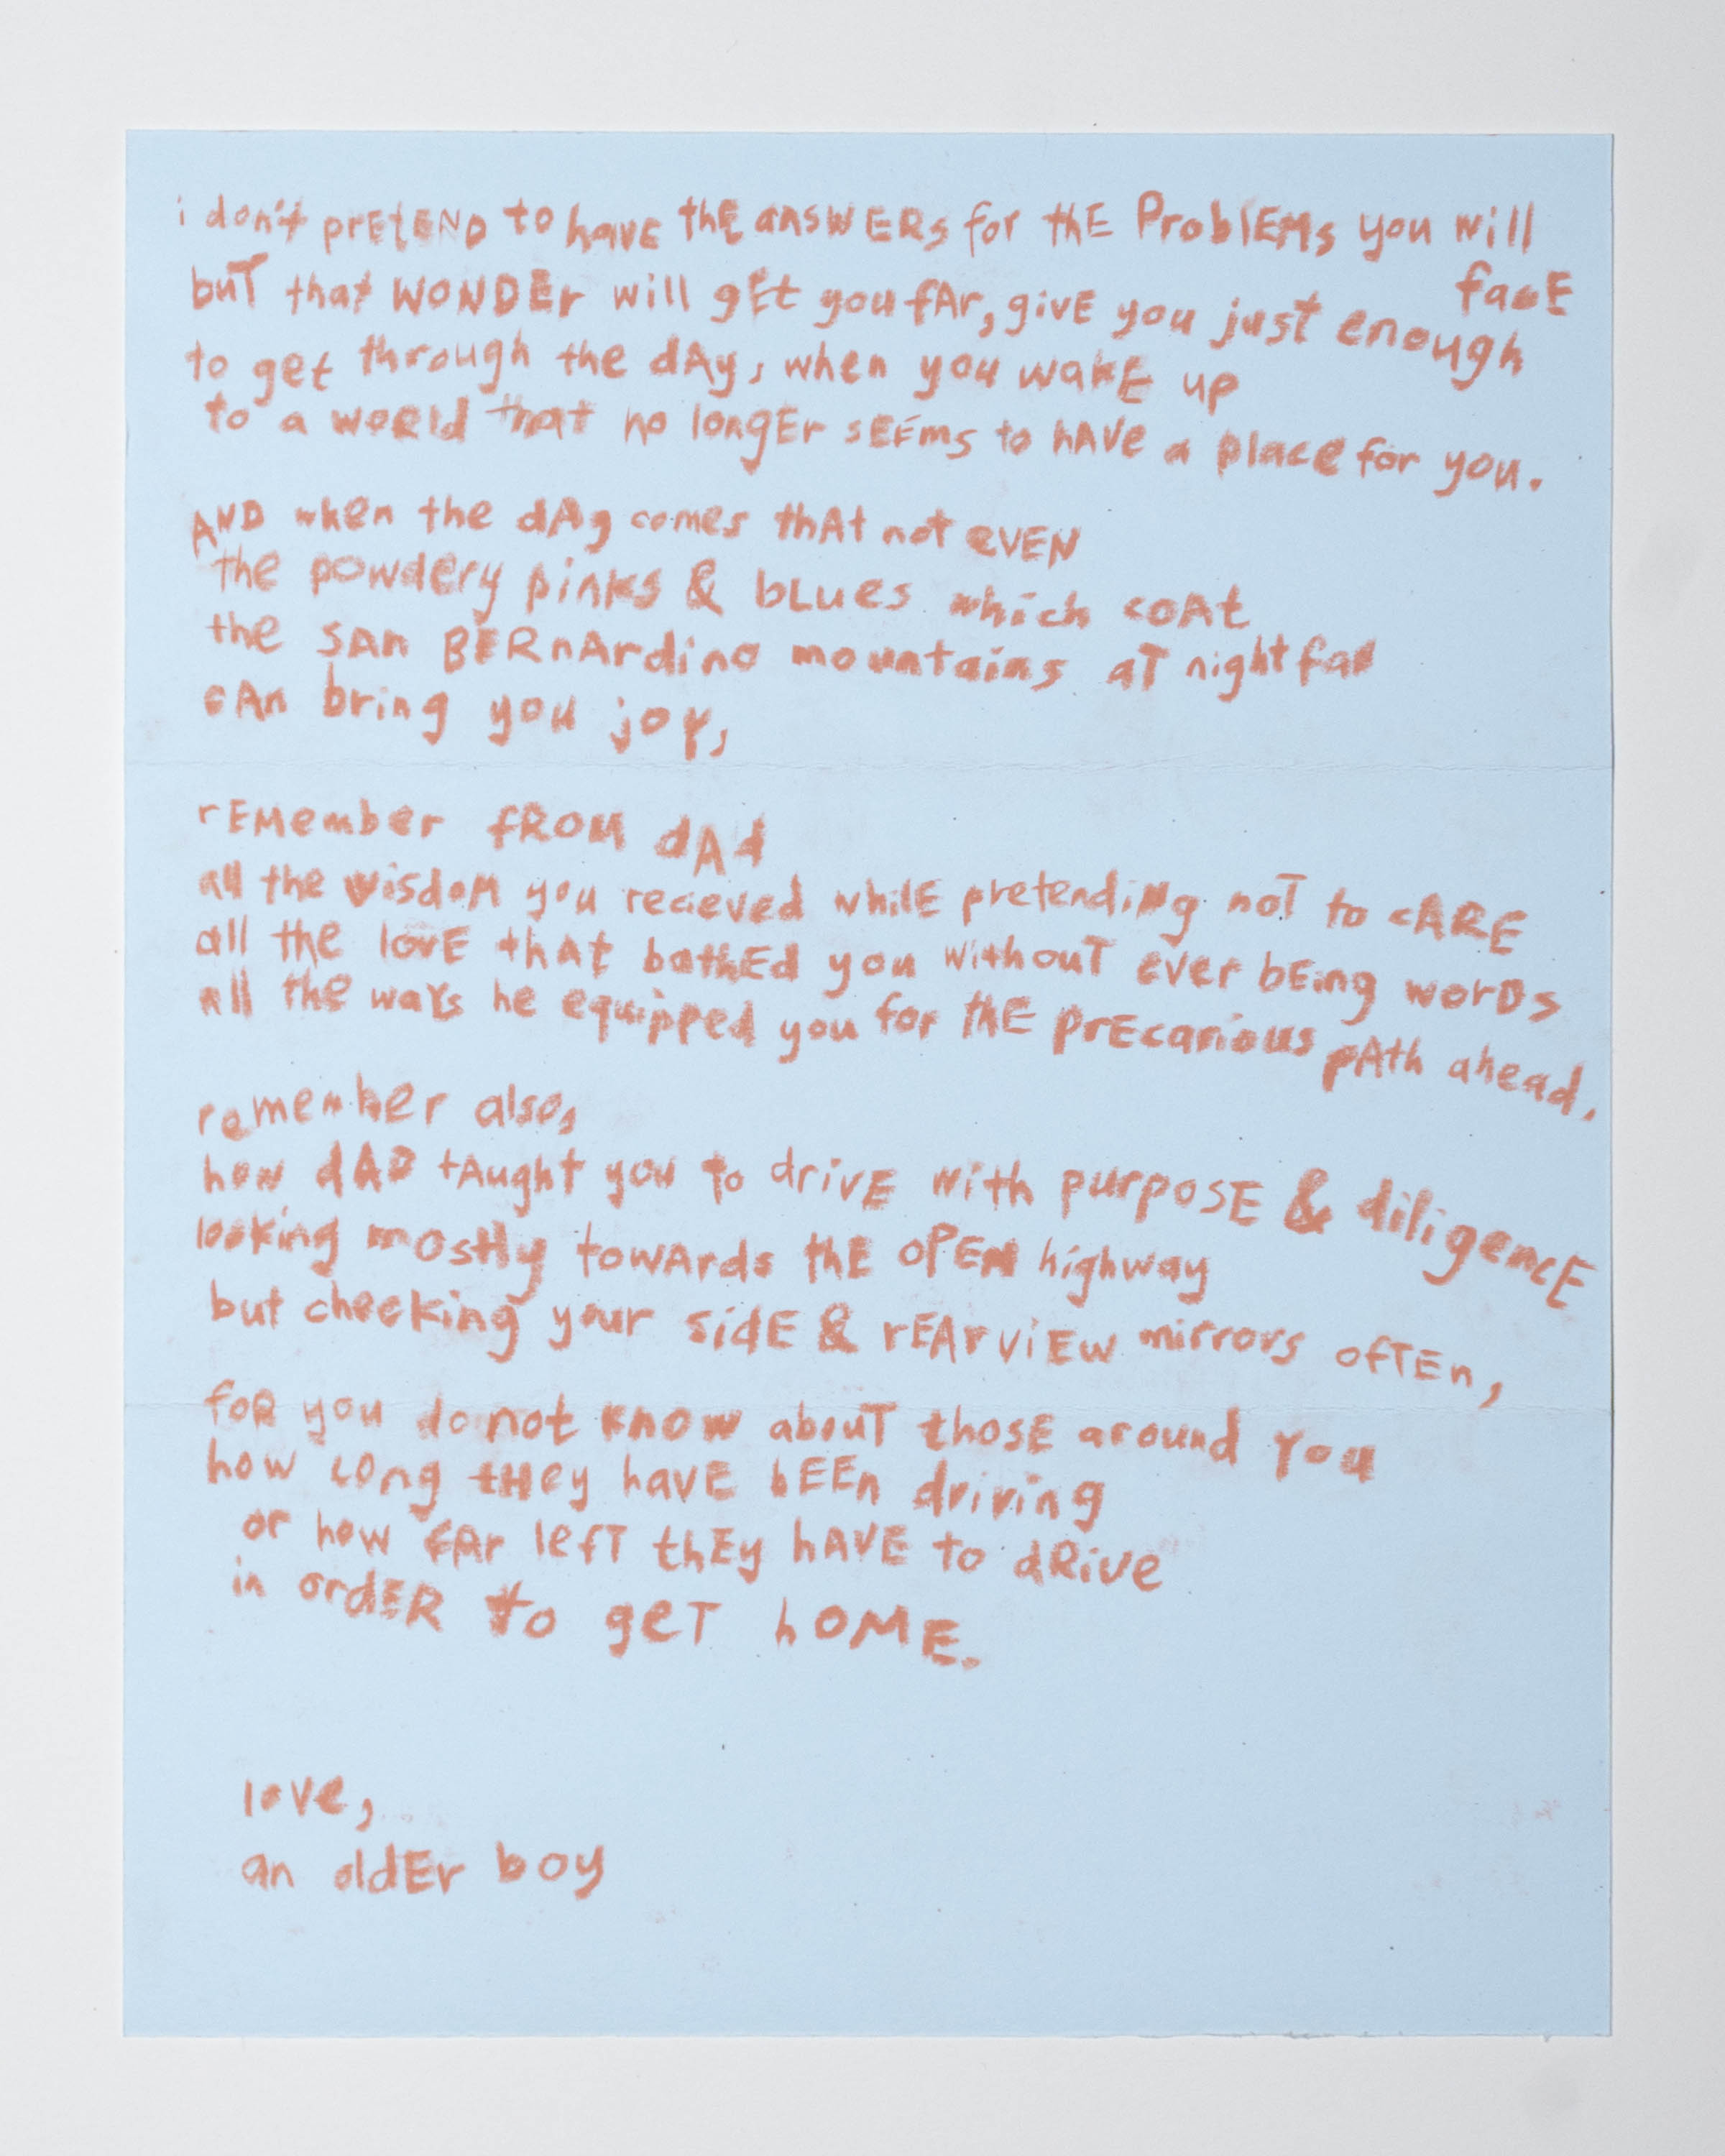 i don't pretEND to havE thE answERs for thE ProblEMs you will facE
buT that WONDEr will gEt you fAr, givE you just enough
to get through the dAy, when you wakE up
to a world that no longEr sEEms to hAVe a place for you.
AND when the dAy comes thAt not eVEN
the powdery pinks & bLues which coAt
the SAn BERnArdino mountains aT nightfall
cAn bring you joy,
rEMember fROM dAd
all the wisdoM you recieved whilE pretending noT to cARE
all the lovE thAt bathEd you withouT ever bEing worDs
all the waYs he equipped you for thE prEcarious pAth ahead.
remember also,
how dAD tAught you to drivE with purposE & diligencE
looking mostly towArds thE oPEN highway
but checking your sidE & rEArviEw mirrors ofTEn,
foR you do not know abouT thosE around You
how Long tHey havE bEEn driving
or how fAr lefT thEy hAVE to dRive
in ordER to geT hOME.
love,
an oldEr boy